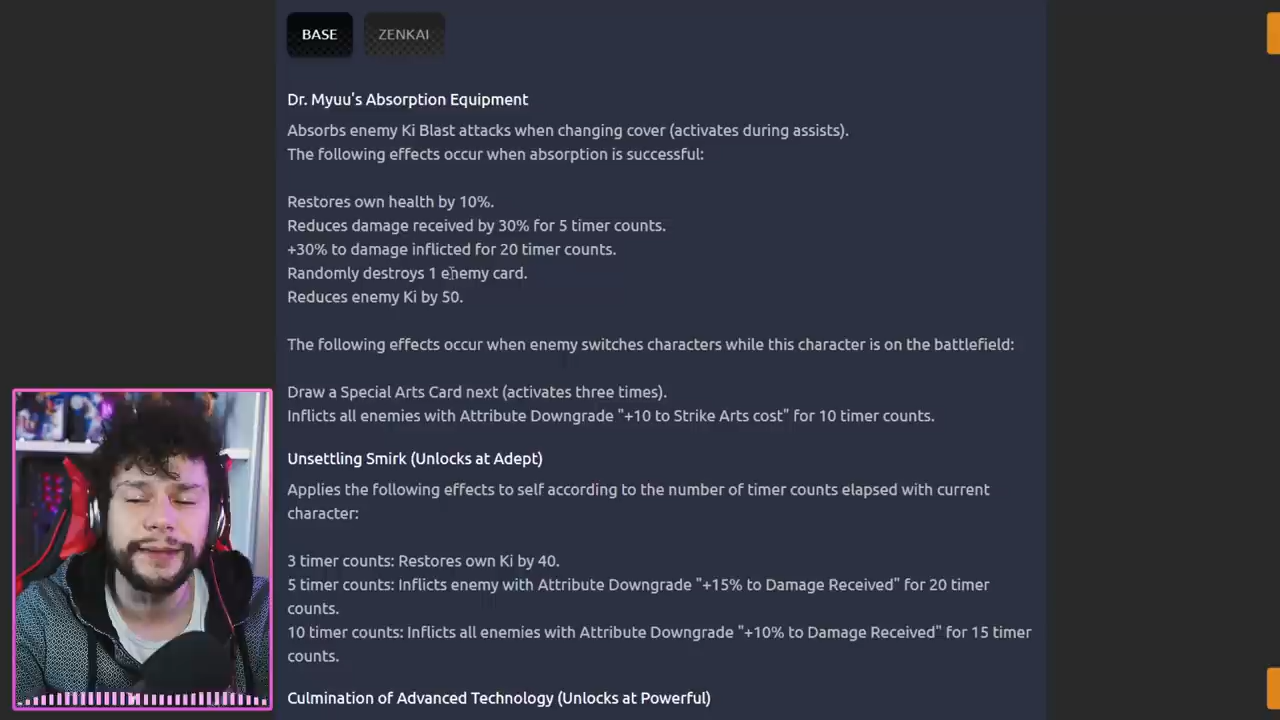 BASE
ZENKAI
Dr. Myuu's Absorption Equipment
Absorbs enemy Ki Blast attacks when changing cover (activates during assists).
The following effects occur when absorption is successful:
Restores own health by 10%.
Reduces damage received by 30% for 5 timer counts.
+30% to damage inflicted for 20 timer counts.
Randomly destroys 1 enemy card.
Reduces enemy Ki by 50.
The following effects occur when enemy switches characters while this character is on the battlefield:
Draw a Special Arts Card next (activates three times).
Inflicts all enemies with Attribute Downgrade "+10 to Strike Arts cost" for 10 timer counts.
Unsettling Smirk (Unlocks at Adept)
Applies the following effects to self according to the number of timer counts elapsed with current
character:
3 timer counts: Restores own Ki by 40.
5 timer counts: Inflicts enemy with Attribute Downgrade "+15% to Damage Received" for 20 timer
counts.
10 timer counts: Inflicts all enemies with Attribute Downgrade "+10% to Damage Received" for 15 timer
counts.
Culmination of Advanced Technology (Unlocks at Powerful)